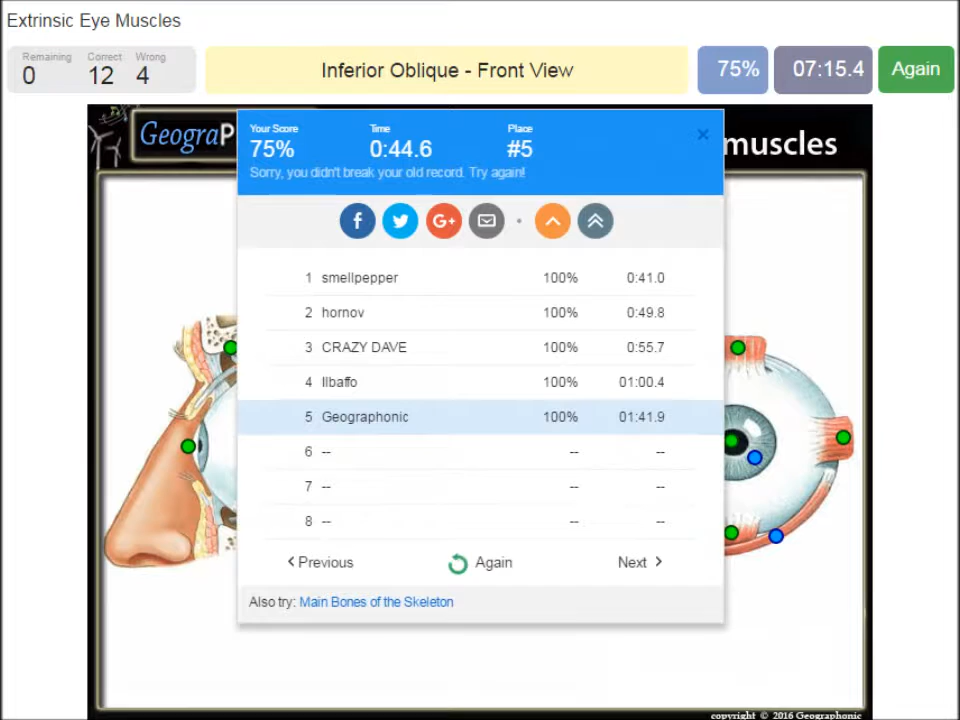 Extrinsic Eye Muscles
Remaining Correct Wrong
0 12 4
Inferior Oblique - Front View
75%
07:15.4
Again
GeograP
muscles
Your Score Time Place
75% 0:44.6 #5
Sorry, you didn't break your old record. Try again!
1 smellpepper 100% 0:41.0
2 hornov 100% 0:49.8
3 CRAZY DAVE 100% 0:55.7
4 Ilbaffo 100% 01:00.4
5 Geographonic 100% 01:41.9
6 -- -- --
7 -- -- --
8 -- -- --
Previous Again Next
Also try: Main Bones of the Skeleton
copyright © 2016 Geographonic